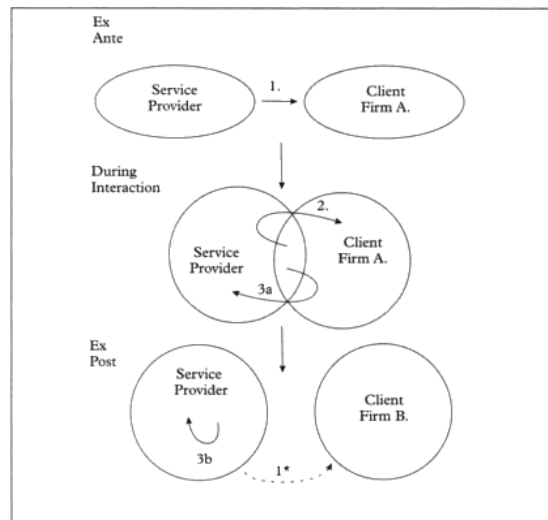 Ex
Ante
Service
Provider
1.
Client
Firm A.
During
Interaction
2.
Service
Provider
Client
Firm A.
3a
Ex
Post
Service
Provider
Client
Firm B.
3b
1*